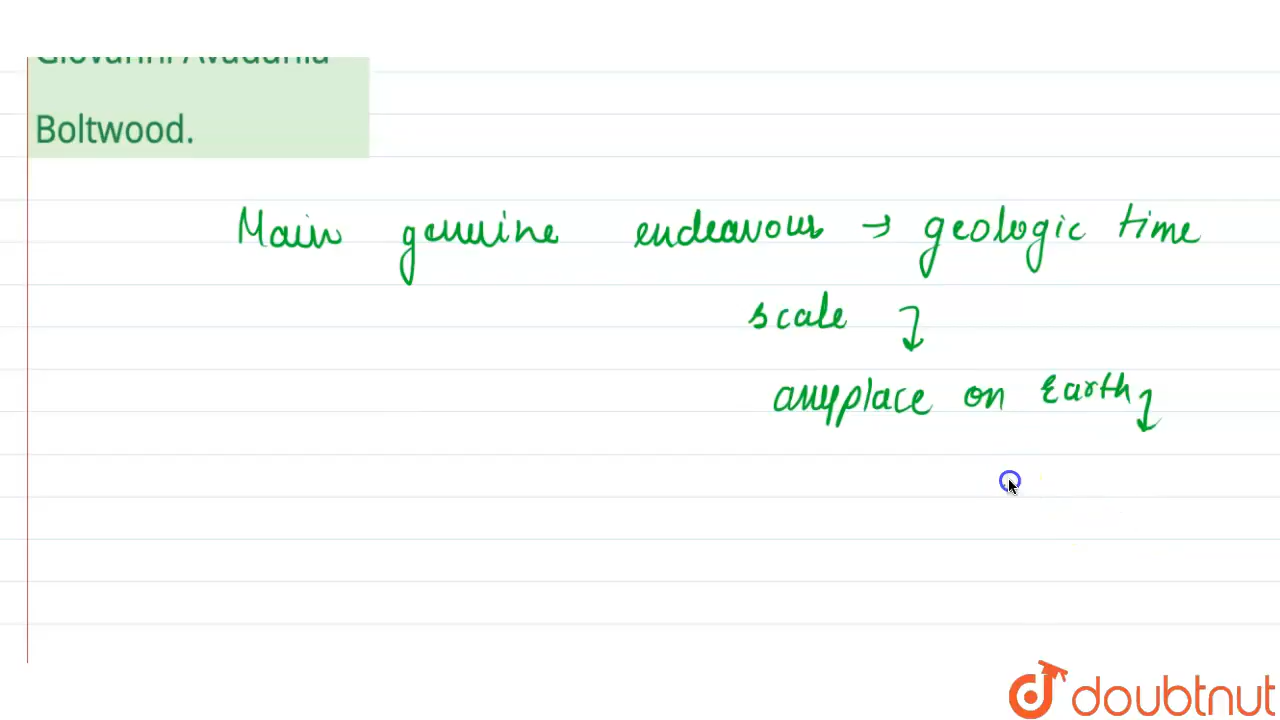 Boltwood.
Main genuine endeavour → geologic time
scale
anyplace on Earth
doubtnut